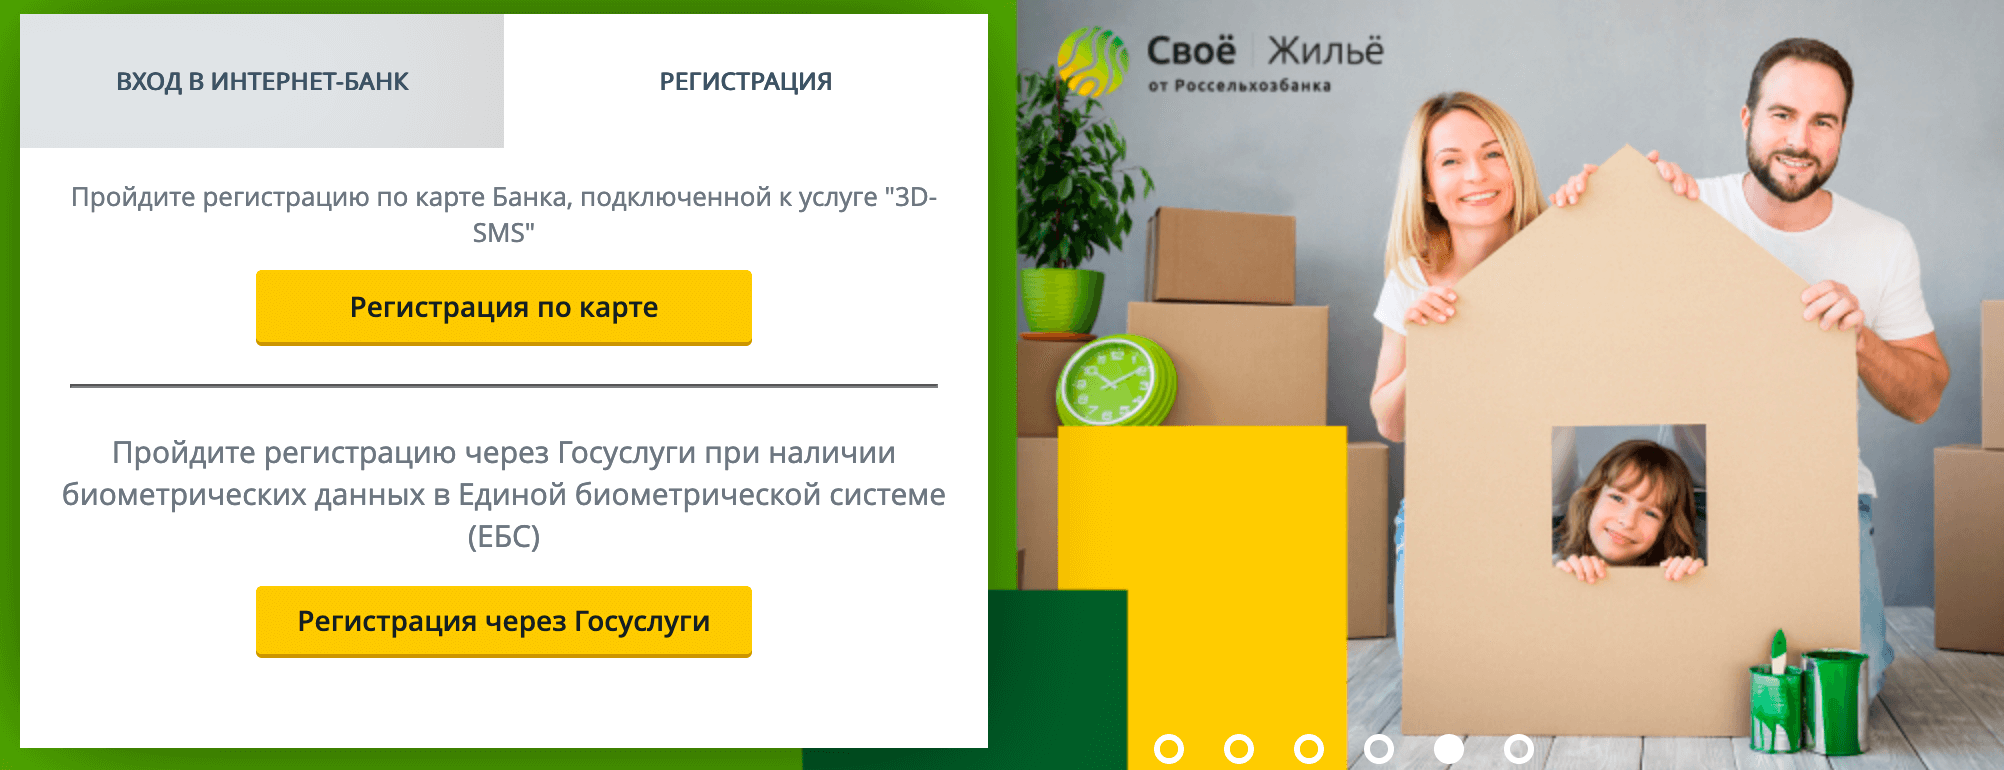 ВХОД В ИНТЕРНЕТ-БАНК
РЕГИСТРАЦИЯ
Пройдите регистрацию по карте Банка, подключенной к услуге "3D-
SMS"
Регистрация по карте
Пройдите регистрацию через Госуслуги при наличии
биометрических данных в Единой биометрической системе
(ЕБС)
Регистрация через Госуслуги
Своё | Жильё
от Россельхозбанка